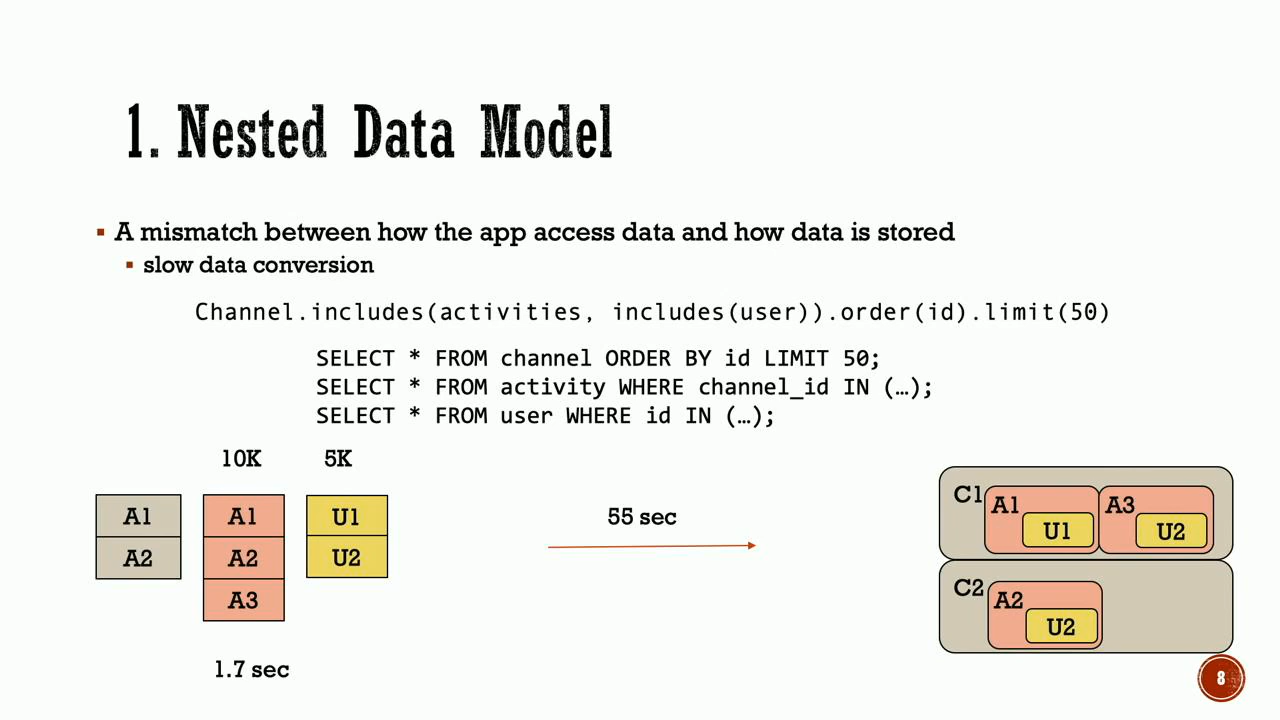 1. Nested Data Model
▪ A mismatch between how the app access data and how data is stored
▪ slow data conversion
Channel.includes(activities, includes(user)).order(id).limit(50)
SELECT * FROM channel ORDER BY id LIMIT 50;
SELECT * FROM activity WHERE channel_id IN (…);
SELECT * FROM user WHERE id IN (…);
10K 5K
A1 A1 U1
A2 A2 U2
A3
1.7 sec
55 sec
C1 A1 U1 A3 U2
C2 A2 U2
8